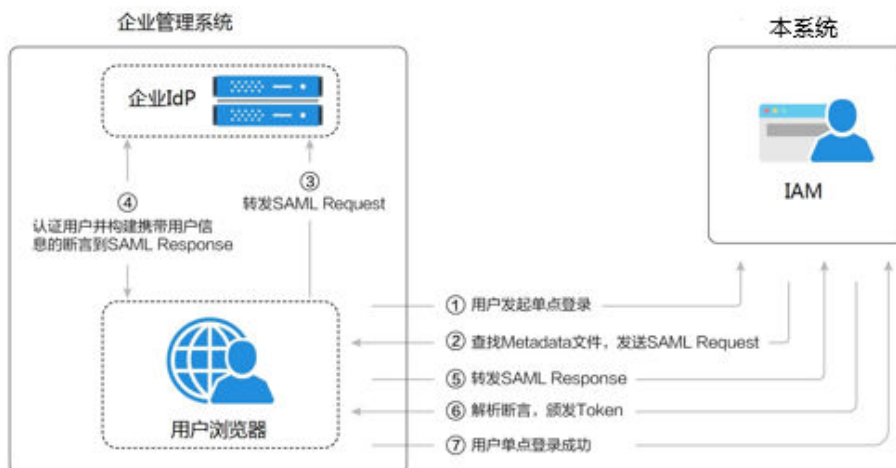 企业管理系统
本系统
企业IdP
③
转发SAML Request
④
认证用户并构建携带用户信
息的断言到SAML Response
IAM
① 用户发起单点登录
② 查找Metadata文件，发送SAML Request
⑤ 转发SAML Response
⑥ 解析断言，颁发Token
⑦ 用户单点登录成功
用户浏览器